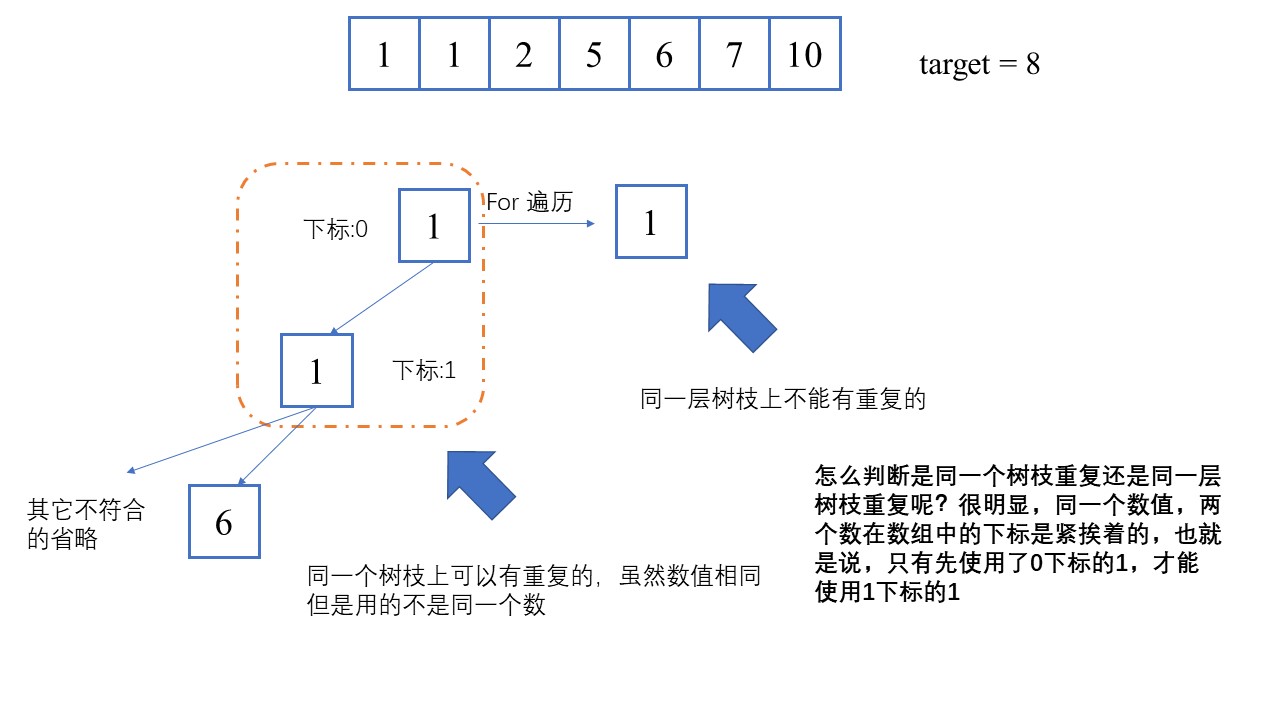 1 1 2 5 6 7 10
target = 8
For 遍历
下标:0
1
1
1
下标:1
同一层树枝上不能有重复的
其它不符合
的省略
6
同一个树枝上可以有重复的，虽然数值相同
但是用的不是同一个数
怎么判断是同一个树枝重复还是同一层
树枝重复呢？很明显，同一个数值，两
个数在数组中的下标是紧挨着的，也就
是说，只有先使用了0下标的1，才能
使用1下标的1